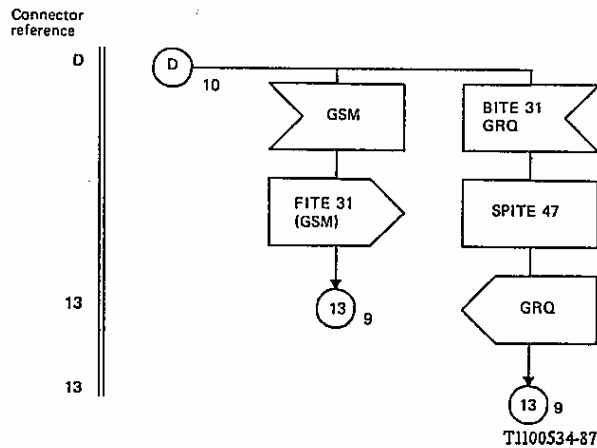 Connector
reference
D
D
10
GSM
BITE 31
GRQ
FITE 31
(GSM)
SPITE 47
13
13
9
GRQ
13
13
9
T1100534-87